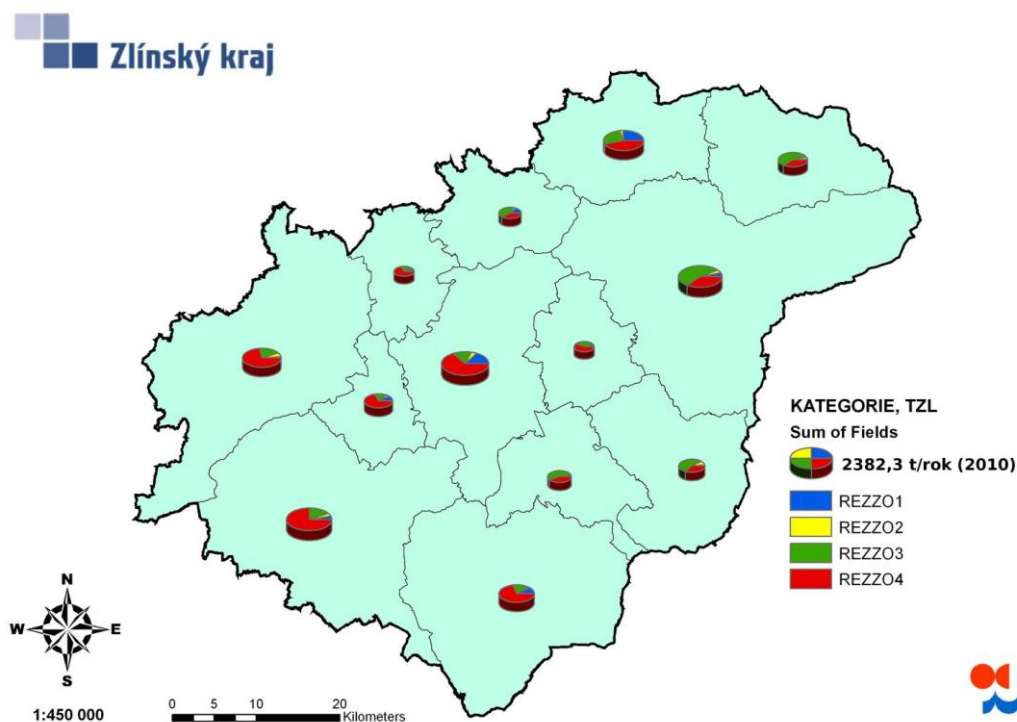 Zlínský kraj
KATEGORIE, TZL
Sum of Fields
2382,3 t/rok (2010)
REZZO1
REZZO2
REZZO3
REZZO4
N
W E
S
1:450 000
0 5 10 20
Kilometers